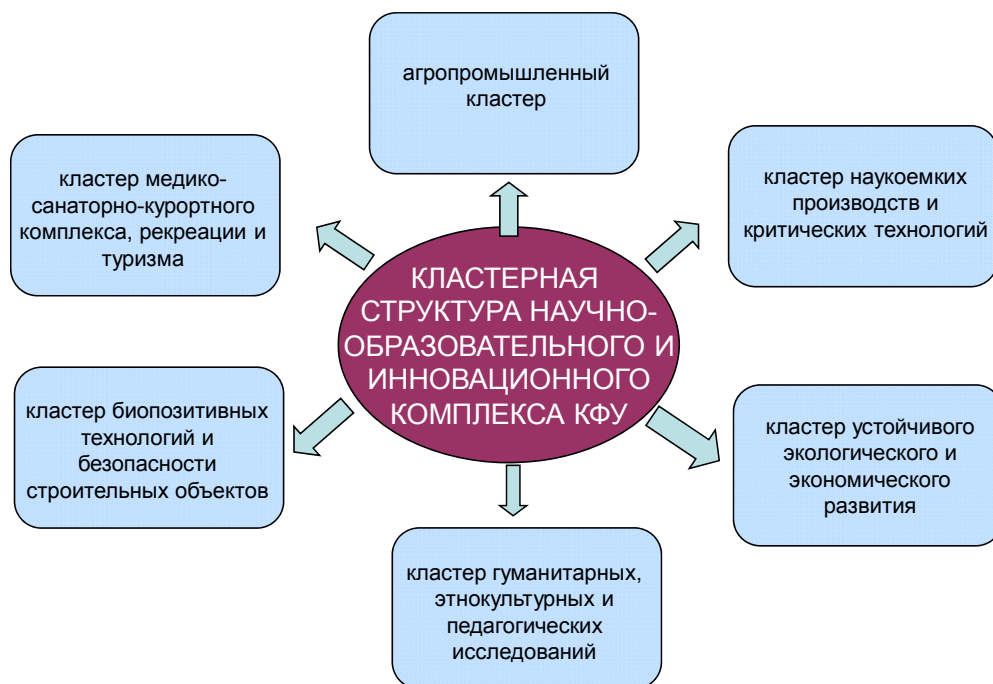 агропромышленный
кластер
кластер медико-
санаторно-курортного
комплекса, рекреации и
туризма
кластер наукоемких
производств и
критических технологий
КЛАСТЕРНАЯ
СТРУКТУРА НАУЧНО-
ОБРАЗОВАТЕЛЬНОГО И
ИННОВАЦИОННОГО
КОМПЛЕКСА КФУ
кластер биопозитивных
технологий и
безопасности
строительных объектов
кластер устойчивого
экологического и
экономического
развития
кластер гуманитарных,
этнокультурных и
педагогических
исследований